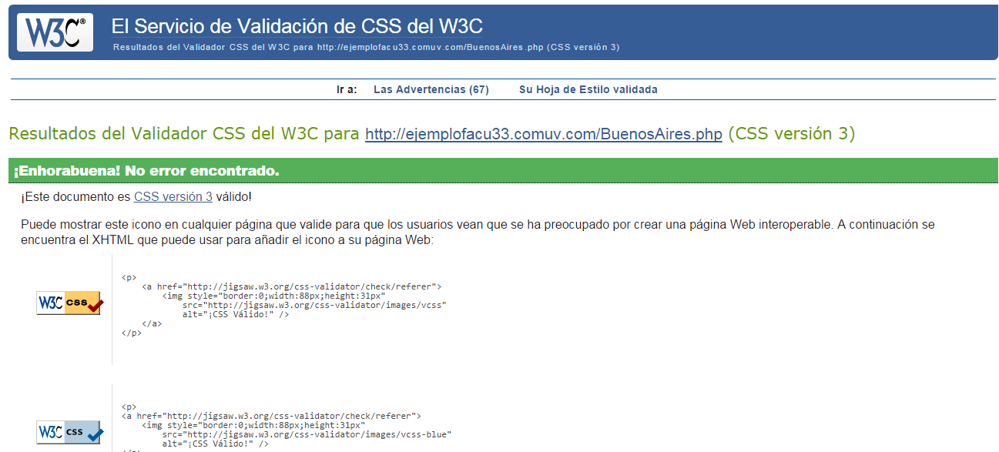 W3C® El Servicio de Validación de CSS del W3C
Resultados del Validador CSS del W3C para http://ejemplofacu33.comuv.com/BuenosAires.php (CSS versión 3)
Ir a: Las Advertencias (67) Su Hoja de Estilo validada
Resultados del Validador CSS del W3C para http://ejemplofacu33.comuv.com/BuenosAires.php (CSS versión 3)
¡Enhorabuena! No error encontrado.
¡Este documento es CSS versión 3 válido!
Puede mostrar este icono en cualquier página que valide para que los usuarios vean que se ha preocupado por crear una página Web interoperable. A continuación se
encuentra el XHTML que puede usar para añadir el icono a su página Web:
W3C css
<p>
<a href="http://jigsaw.w3.org/css-validator/check/referer">
<img style="border:0;width:88px;height:31px"
src="http://jigsaw.w3.org/css-validator/images/vcss"
alt="¡CSS Válido!" />
</a>
</p>
W3C css
<p>
<a href="http://jigsaw.w3.org/css-validator/check/referer">
<img style="border:0;width:88px;height:31px"
src="http://jigsaw.w3.org/css-validator/images/vcss-blue"
alt="¡CSS Válido!" />